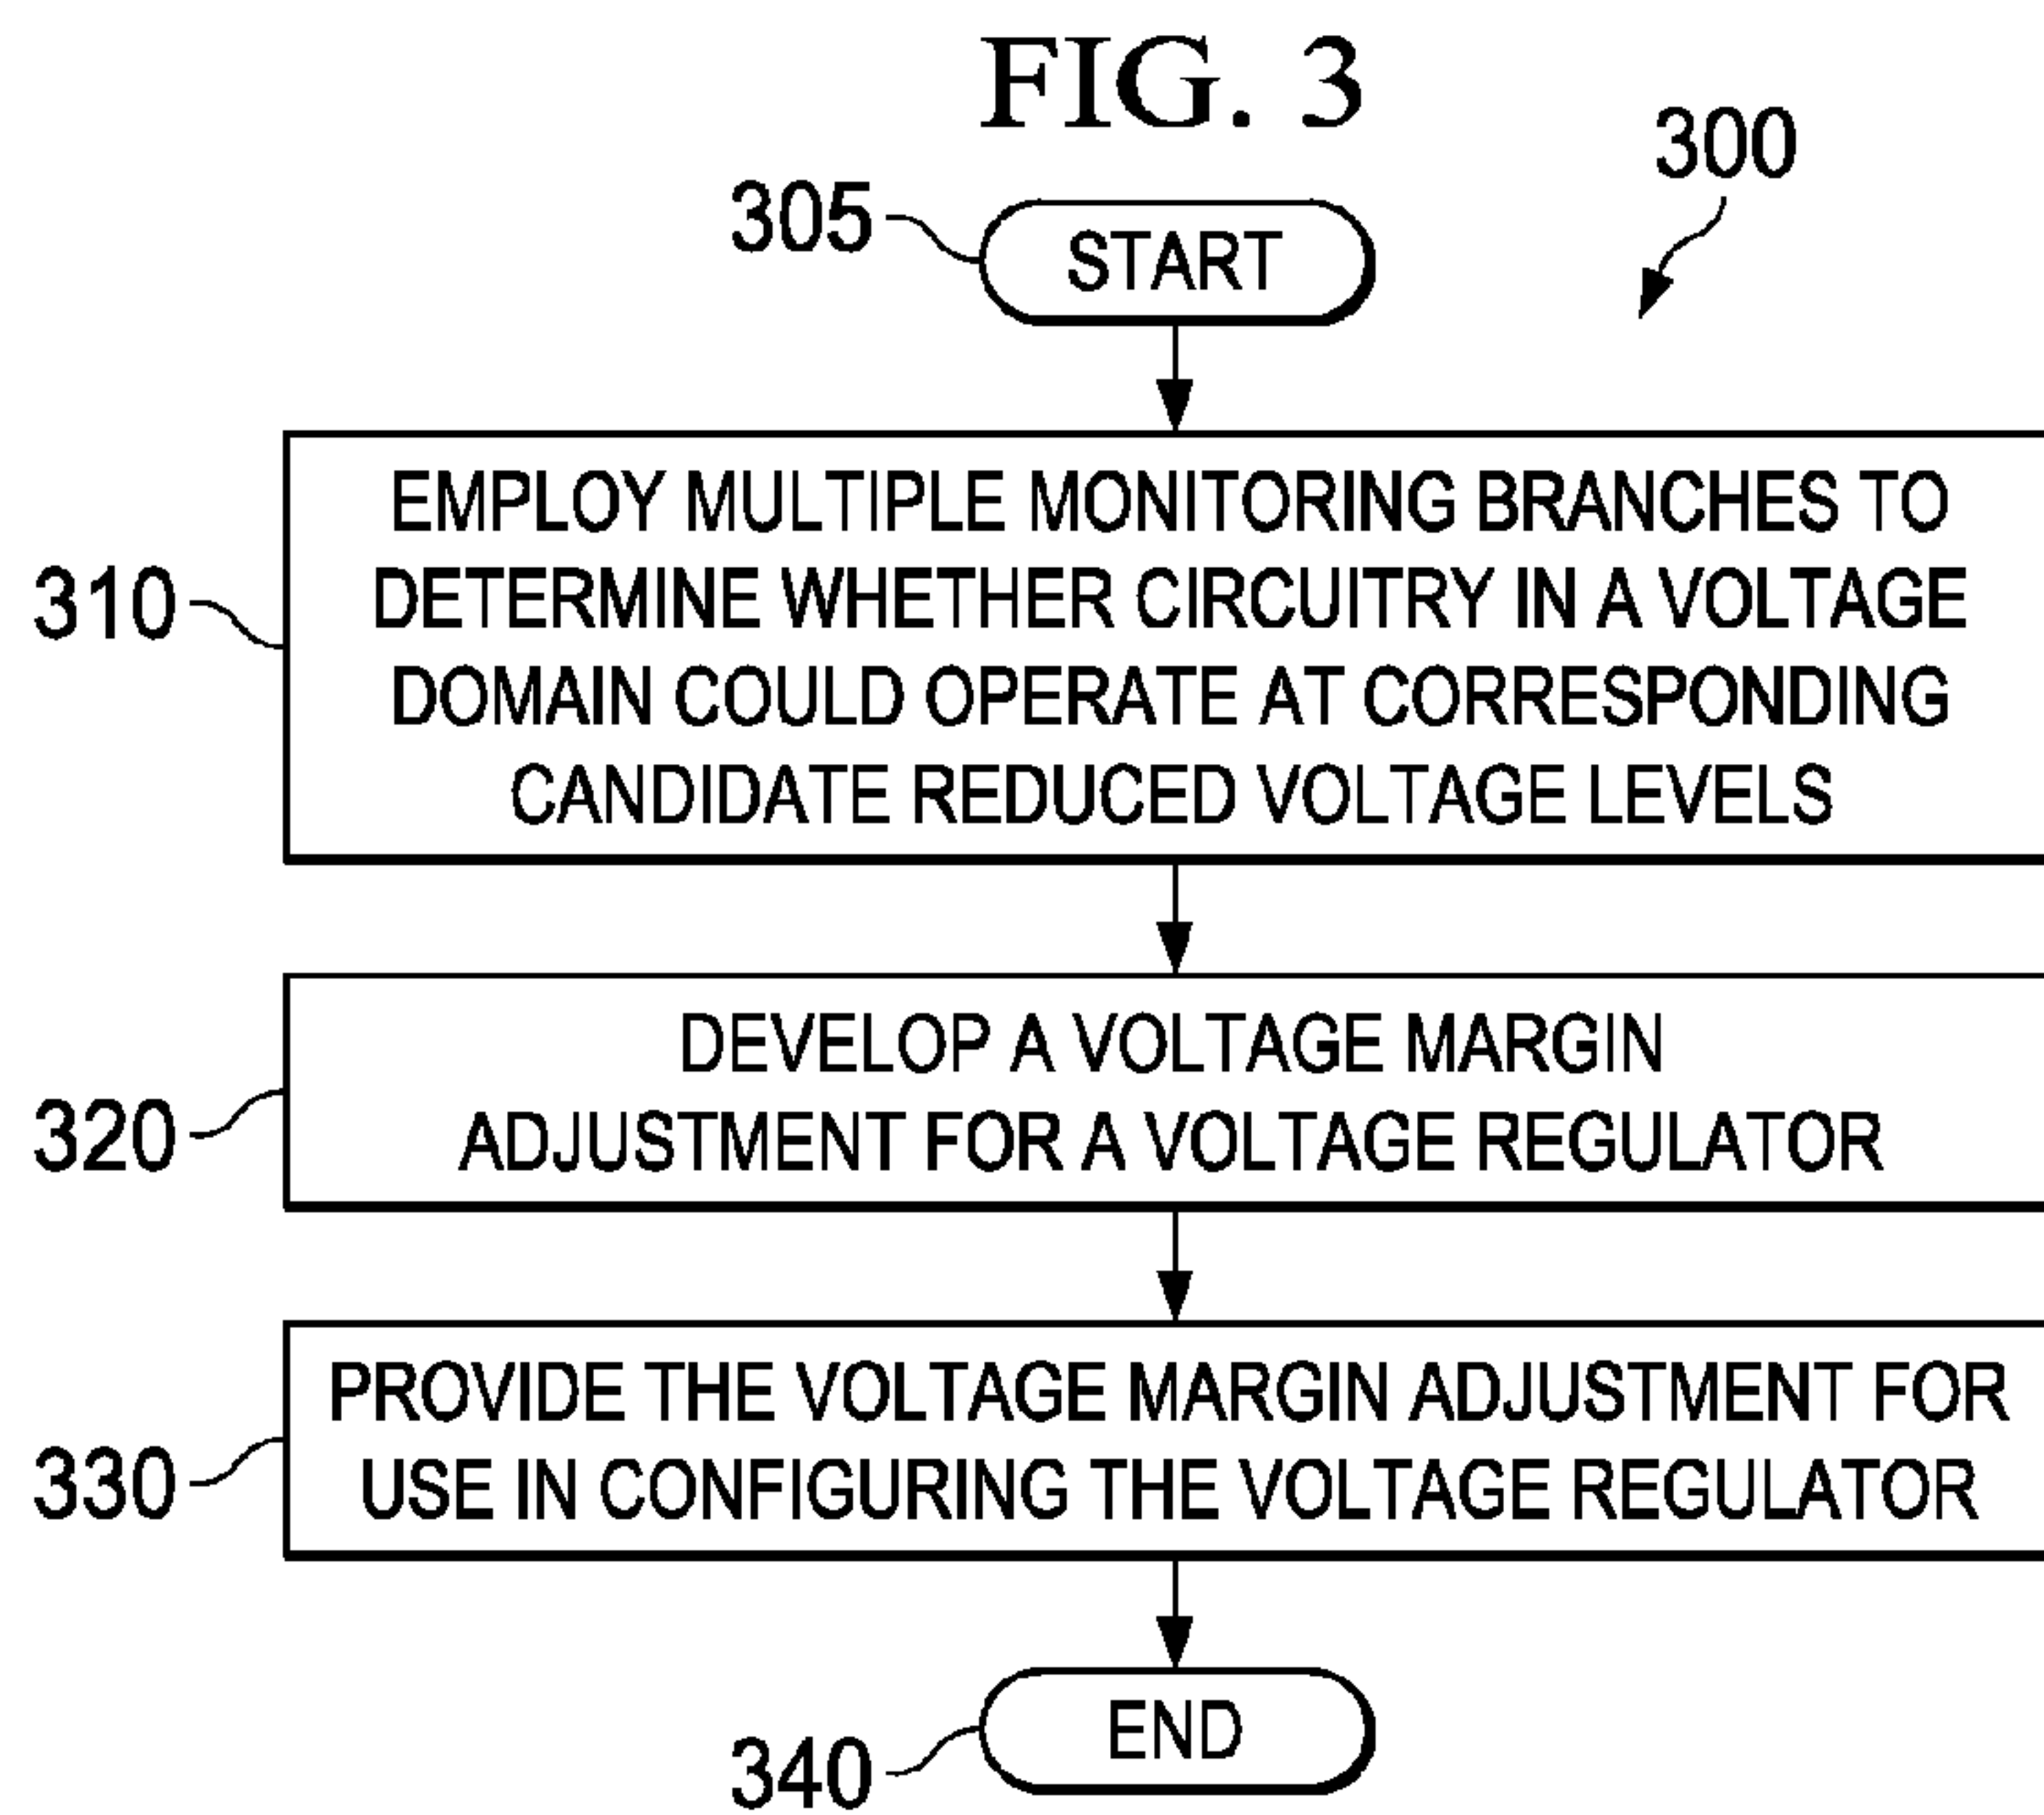 FIG. 3
300
305
START
310
EMPLOY MULTIPLE MONITORING BRANCHES TO
DETERMINE WHETHER CIRCUITRY IN A VOLTAGE
DOMAIN COULD OPERATE AT CORRESPONDING
CANDIDATE REDUCED VOLTAGE LEVELS
320
DEVELOP A VOLTAGE MARGIN
ADJUSTMENT FOR A VOLTAGE REGULATOR
330
PROVIDE THE VOLTAGE MARGIN ADJUSTMENT FOR
USE IN CONFIGURING THE VOLTAGE REGULATOR
340
END